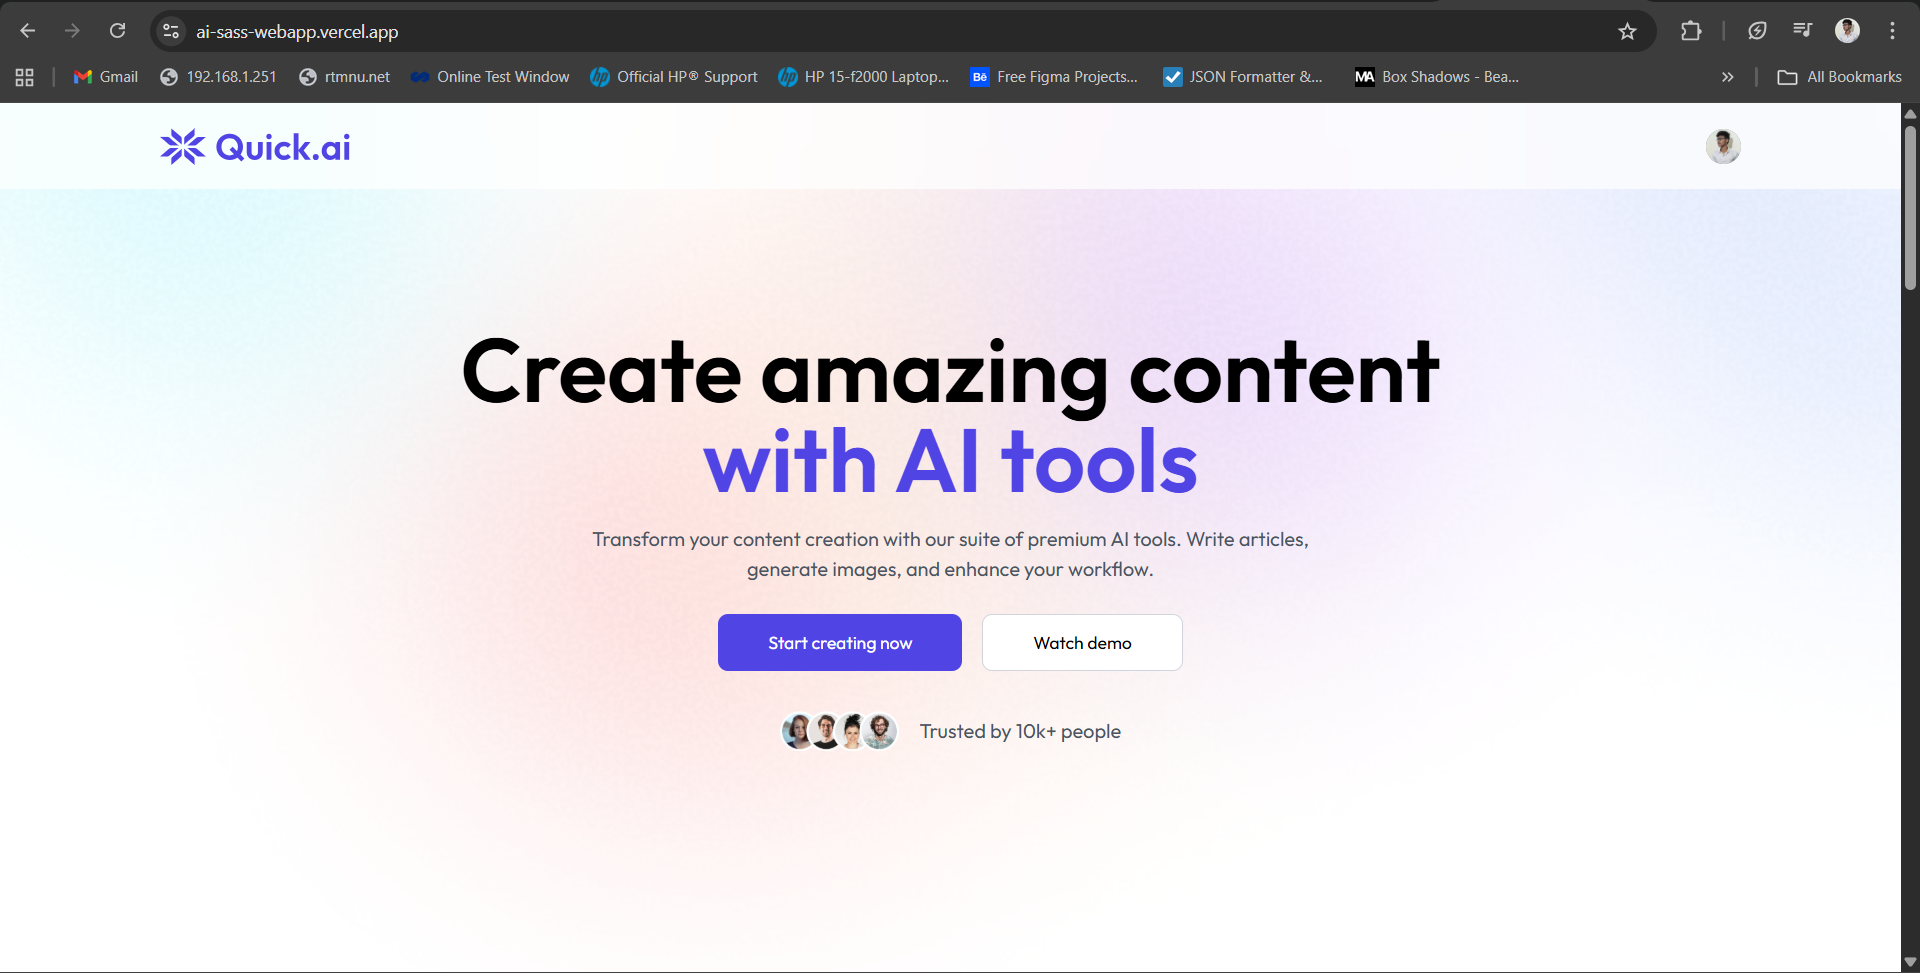 ai-sass-webapp.vercel.app
Gmail
192.168.1.251
rtmnu.net
Online Test Window
Official HP® Support
HP 15-f2000 Laptop...
Bē Free Figma Projects...
JSON Formatter &...
MA Box Shadows - Bea...
All Bookmarks
Quick.ai
Create amazing content
with AI tools
Transform your content creation with our suite of premium AI tools. Write articles,
generate images, and enhance your workflow.
Start creating now
Watch demo
Trusted by 10k+ people